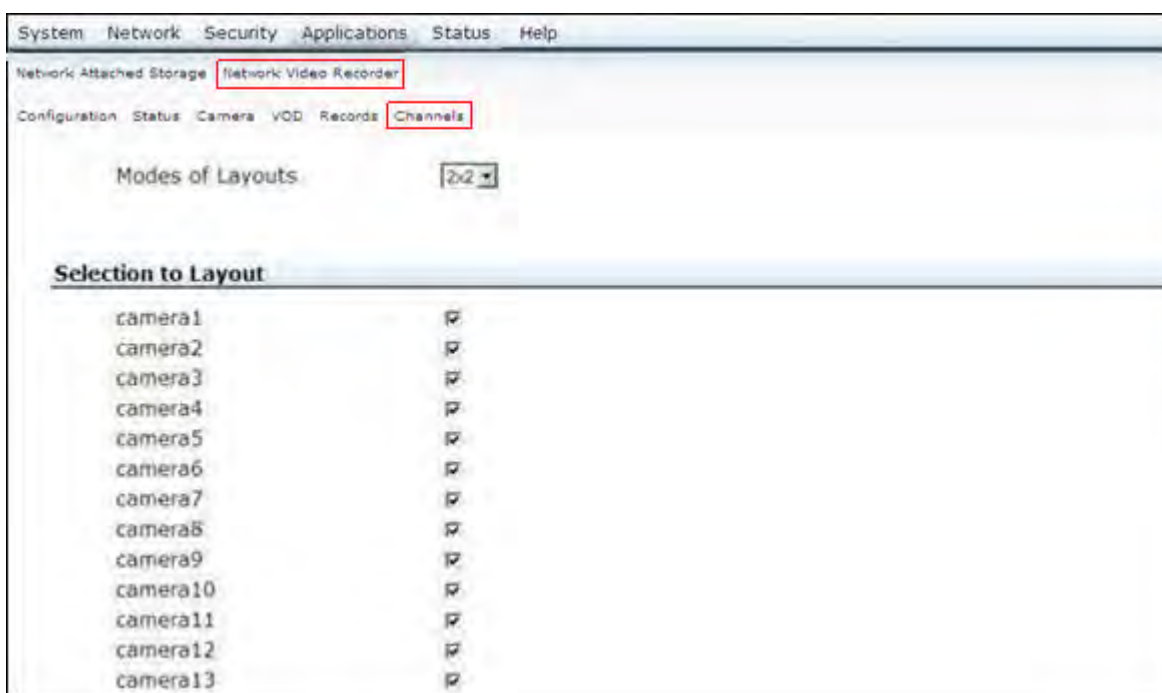 System Network Security Applications Status Help
Network Attached Storage Network Video Recorder
Configuration Status Camera VOD Records Channels
Modes of Layouts 2x2
Selection to Layout
camera1
camera2
camera3
camera4
camera5
camera6
camera7
camera8
camera9
camera10
camera11
camera12
camera13